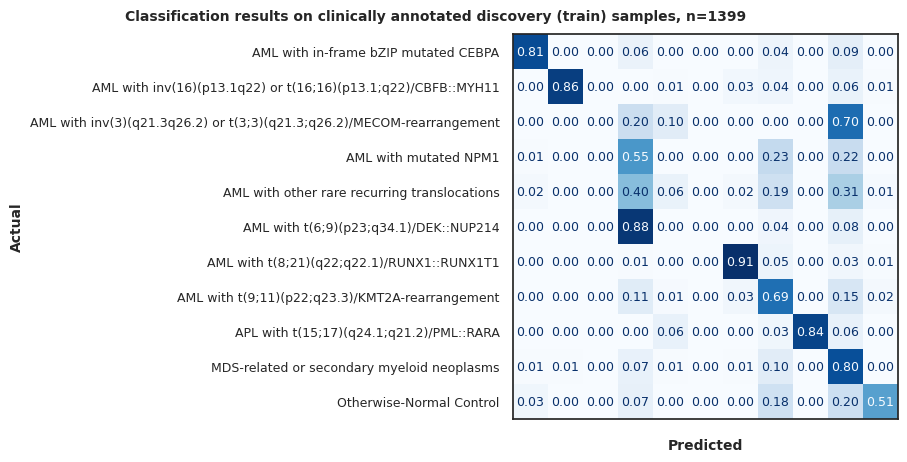 Classification results on clinically annotated discovery (train) samples, n=1399
AML with in-frame bZIP mutated CEBPA 0.81 0.00 0.00 0.06 0.00 0.00 0.00 0.04 0.00 0.09 0.00
AML with inv(16)(p13.1q22) or t(16;16)(p13.1;q22)/CBFB::MYH11 0.00 0.86 0.00 0.00 0.01 0.00 0.03 0.04 0.00 0.06 0.01
AML with inv(3)(q21.3q26.2) or t(3;3)(q21.3;q26.2)/MECOM-rearrangement 0.00 0.00 0.00 0.20 0.10 0.00 0.00 0.00 0.00 0.70 0.00
AML with mutated NPM1 0.01 0.00 0.00 0.55 0.00 0.00 0.00 0.23 0.00 0.22 0.00
AML with other rare recurring translocations 0.02 0.00 0.00 0.40 0.06 0.00 0.02 0.19 0.00 0.31 0.01
AML with t(6;9)(p23;q34.1)/DEK::NUP214 0.00 0.00 0.00 0.88 0.00 0.00 0.00 0.04 0.00 0.08 0.00
AML with t(8;21)(q22;q22.1)/RUNX1::RUNX1T1 0.00 0.00 0.00 0.01 0.00 0.00 0.91 0.05 0.00 0.03 0.01
AML with t(9;11)(p22;q23.3)/KMT2A-rearrangement 0.00 0.00 0.00 0.11 0.01 0.00 0.03 0.69 0.00 0.15 0.02
APL with t(15;17)(q24.1;q21.2)/PML::RARA 0.00 0.00 0.00 0.00 0.06 0.00 0.00 0.03 0.84 0.06 0.00
MDS-related or secondary myeloid neoplasms 0.01 0.01 0.00 0.07 0.01 0.00 0.01 0.10 0.00 0.80 0.00
Otherwise-Normal Control 0.03 0.00 0.00 0.07 0.00 0.00 0.00 0.18 0.00 0.20 0.51
Actual
Predicted